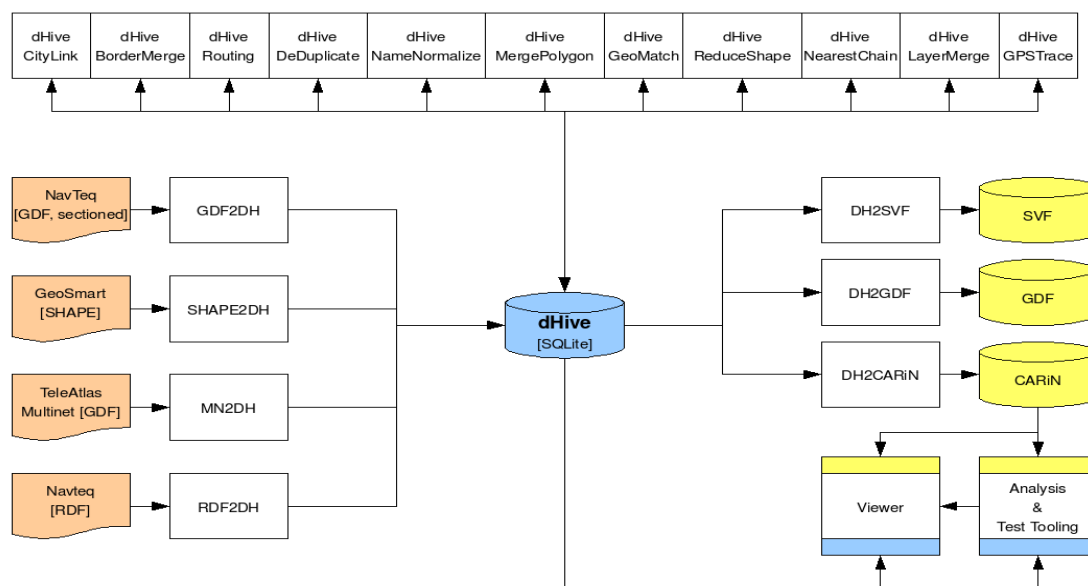 dHive
CityLink
dHive
BorderMerge
dHive
Routing
dHive
DeDuplicate
dHive
NameNormalize
dHive
MergePolygon
dHive
GeoMatch
dHive
ReduceShape
dHive
NearestChain
dHive
LayerMerge
dHive
GPSTrace
NavTeq
[GDF, sectioned]
GDF2DH
GeoSmart
[SHAPE]
SHAPE2DH
TeleAtlas
Multinet [GDF]
MN2DH
Navteq
[RDF]
RDF2DH
dHive
[SQLite]
DH2SVF
SVF
DH2GDF
GDF
DH2CARiN
CARiN
Viewer
Analysis
&
Test Tooling